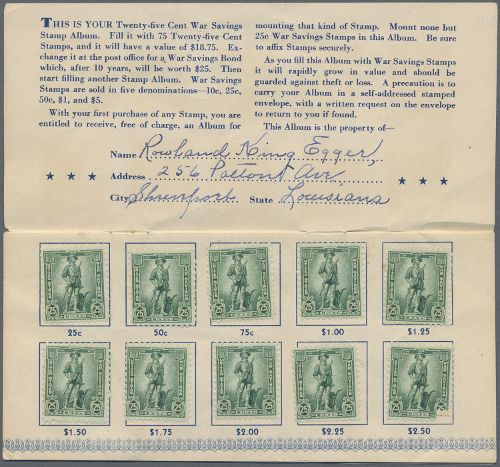 THIS IS YOUR Twenty-five Cent War Savings
Stamp Album. Fill it with 75 Twenty-five Cent
Stamps, and it will have a value of $18.75. Ex-
change it at the post office for a War Savings Bond
which, after 10 years, will be worth $25. Then
start filling another Stamp Album. War Savings
Stamps are sold in five denominations—10c, 25c,
50c, $1, and $5.
With your first purchase of any Stamp, you are
entitled to receive, free of charge, an Album for
mounting that kind of Stamp. Mount none but
25c War Savings Stamps in this Album. Be sure
to affix Stamps securely.
As you fill this Album with War Savings Stamps
it will rapidly grow in value and should be
guarded against theft or loss. A precaution is to
carry your Album in a self-addressed stamped
envelope, with a written request on the envelope
to return to you if found.
This Album is the property of—
Name Rowland King Egger,
Address 256 Ave,
City Shreveport State Louisiana
25c 50c 75c $1.00 $1.25
$1.50 $1.75 $2.00 $2.25 $2.50